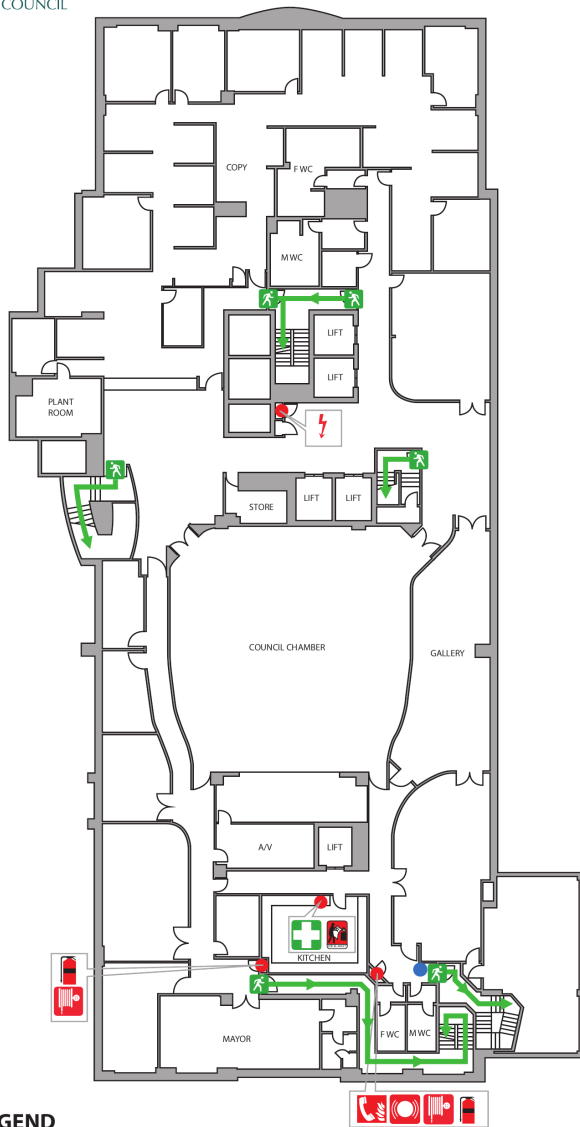 COUNCIL
COPY
F WC
M WC
LIFT
LIFT
PLANT
ROOM
STORE
LIFT
LIFT
COUNCIL CHAMBER
GALLERY
A/V
LIFT
KITCHEN
MAYOR
F WC
M WC
GEND